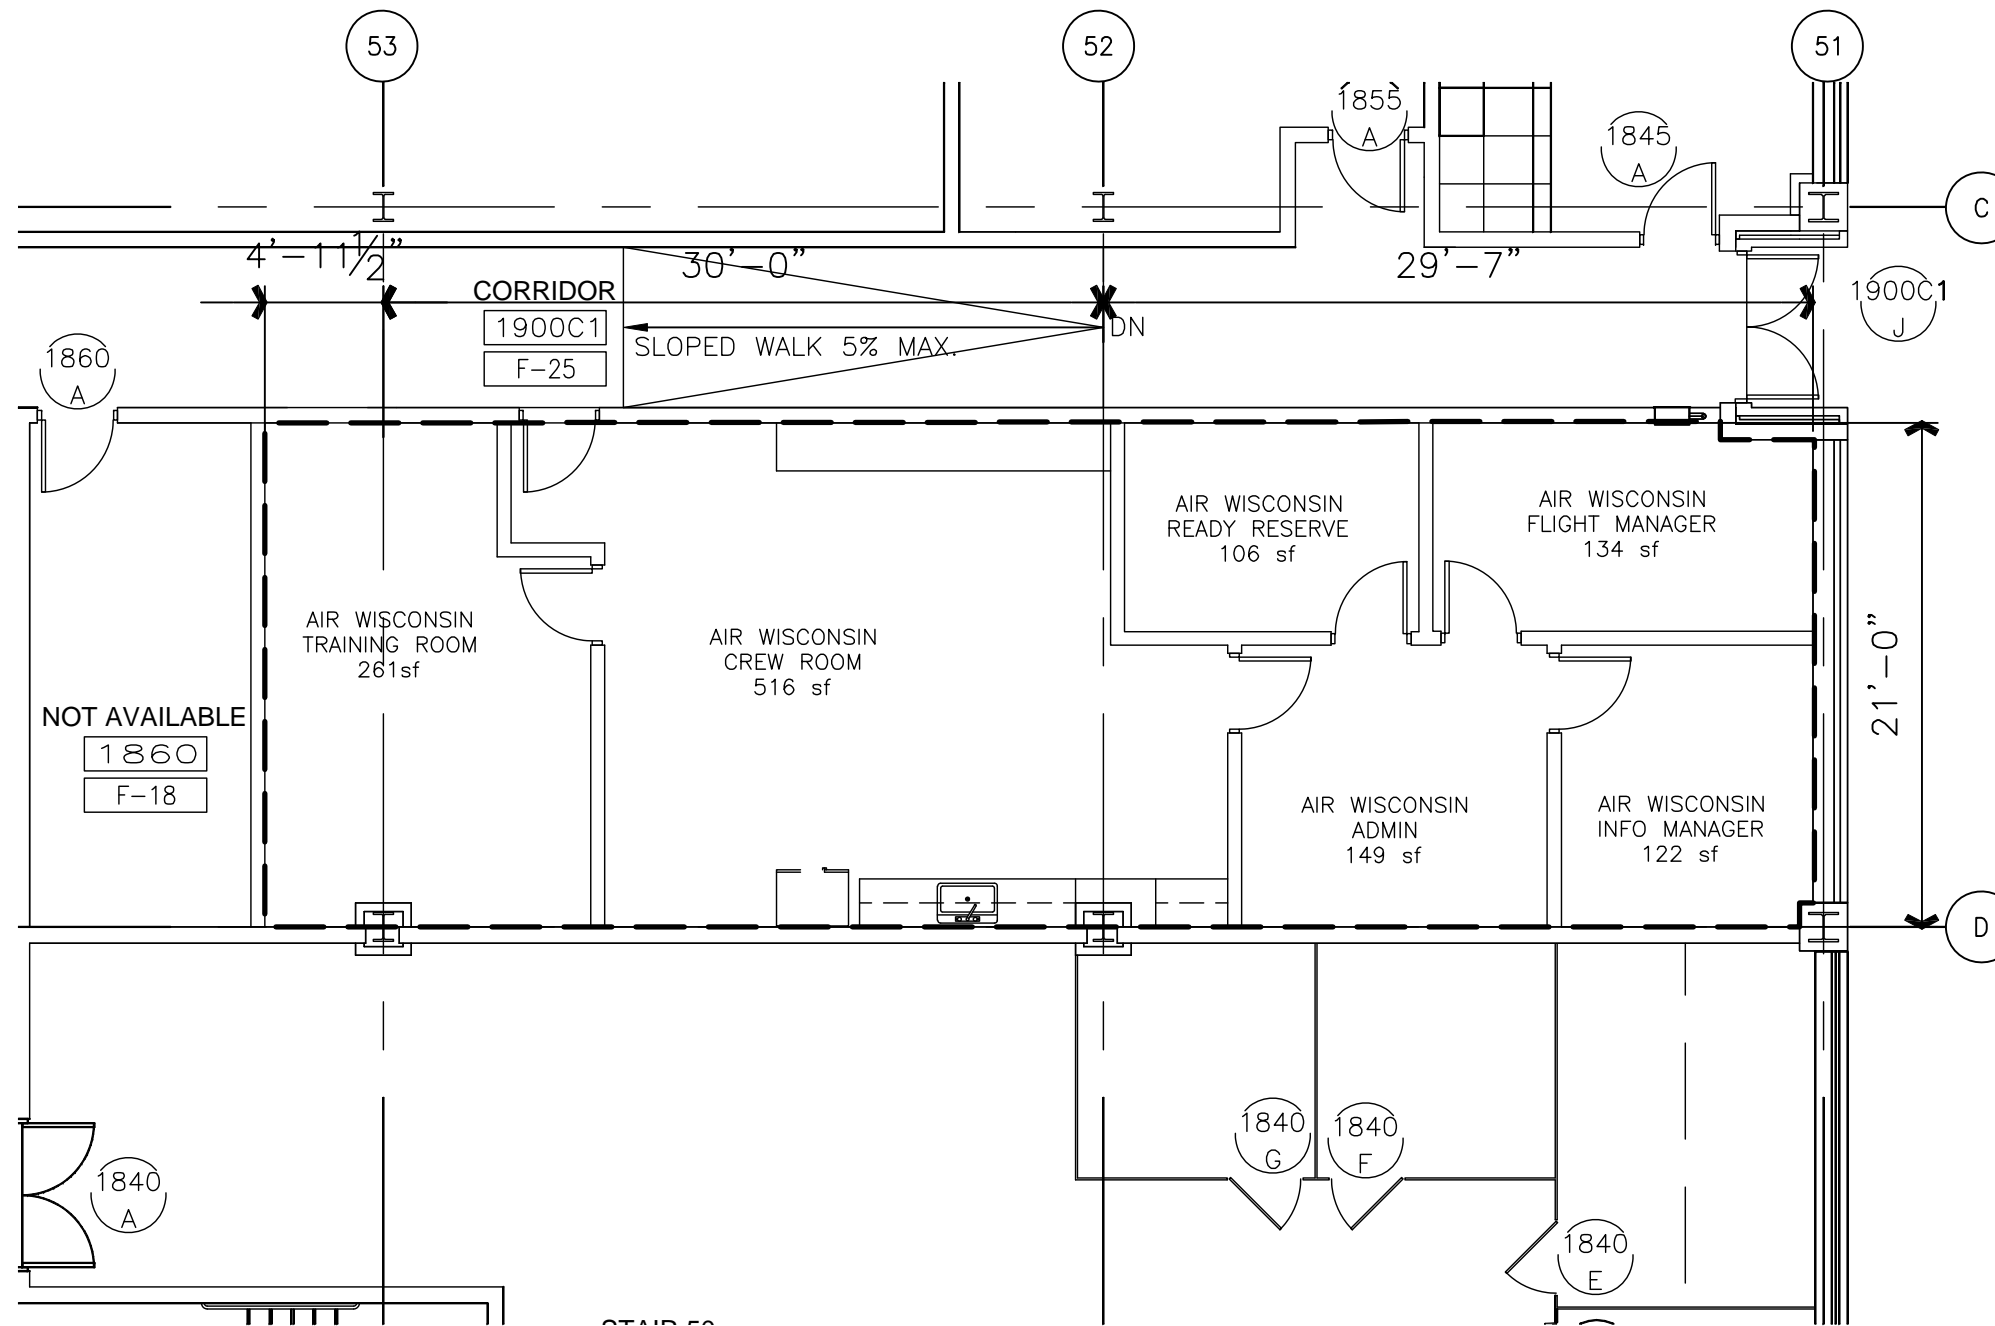 53
52
51
1855
A
1845
A
C
4'-11½"
30'-0"
29'-7"
CORRIDOR
1900C1
F-25
DN
SLOPED WALK 5% MAX.
1900C1
J
1860
A
AIR WISCONSIN
READY RESERVE
106 sf
AIR WISCONSIN
FLIGHT MANAGER
134 sf
AIR WISCONSIN
TRAINING ROOM
261sf
AIR WISCONSIN
CREW ROOM
516 sf
21'-0"
NOT AVAILABLE
1860
F-18
AIR WISCONSIN
ADMIN
149 sf
AIR WISCONSIN
INFO MANAGER
122 sf
D
1840
G
1840
F
1840
A
1840
E